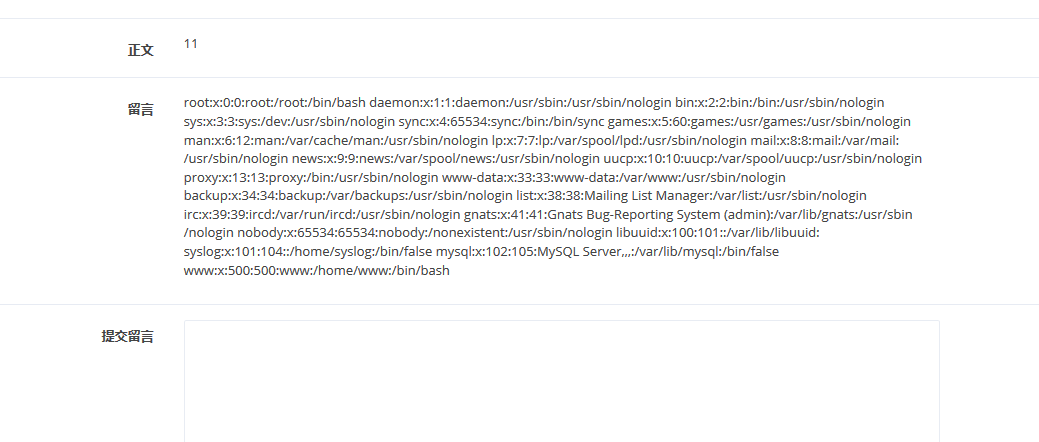 正文
11
留言
root:x:0:0:root:/root:/bin/bash daemon:x:1:1:daemon:/usr/sbin:/usr/sbin/nologin bin:x:2:2:bin:/bin:/usr/sbin/nologin
sys:x:3:3:sys:/dev:/usr/sbin/nologin sync:x:4:65534:sync:/bin:/bin/sync games:x:5:60:games:/usr/games:/usr/sbin/nologin
man:x:6:12:man:/var/cache/man:/usr/sbin/nologin lp:x:7:7:lp:/var/spool/lpd:/usr/sbin/nologin mail:x:8:8:mail:/var/mail:
/usr/sbin/nologin news:x:9:9:news:/var/spool/news:/usr/sbin/nologin uucp:x:10:10:uucp:/var/spool/uucp:/usr/sbin/nologin
proxy:x:13:13:proxy:/bin:/usr/sbin/nologin www-data:x:33:33:www-data:/var/www:/usr/sbin/nologin
backup:x:34:34:backup:/var/backups:/usr/sbin/nologin list:x:38:38:Mailing List Manager:/var/list:/usr/sbin/nologin
irc:x:39:39:ircd:/var/run/ircd:/usr/sbin/nologin gnats:x:41:41:Gnats Bug-Reporting System (admin):/var/lib/gnats:/usr/sbin
/nologin nobody:x:65534:65534:nobody:/nonexistent:/usr/sbin/nologin libuuid:x:100:101::/var/lib/libuuid:
syslog:x:101:104::/home/syslog:/bin/false mysql:x:102:105:MySQL Server,,,:/var/lib/mysql:/bin/false
www:x:500:500:www:/home/www:/bin/bash
提交留言